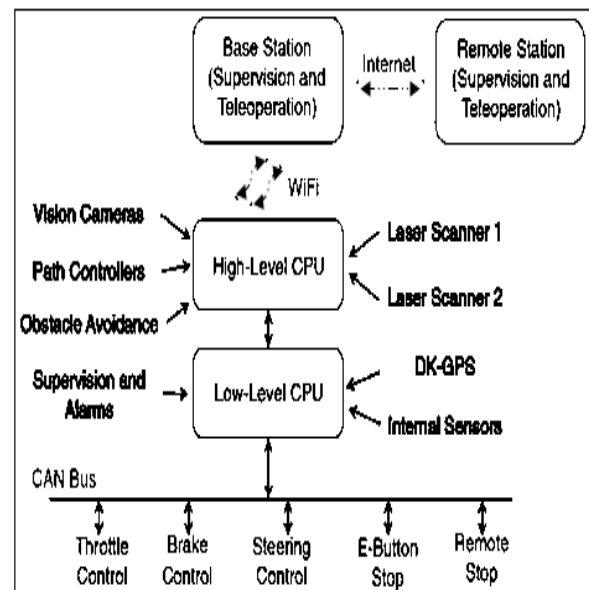 Base Station
(Supervision and
Teleoperation)
Internet
Remote Station
(Supervision and
Teleoperation)
WiFi
Vision Cameras
Path Controllers
Obstacle Avoidance
High-Level CPU
Laser Scanner 1
Laser Scanner 2
Supervision and
Alarms
Low-Level CPU
DK-GPS
Internal Sensors
CAN Bus
Throttle
Control
Brake
Control
Steering
Control
E-Button
Stop
Remote
Stop